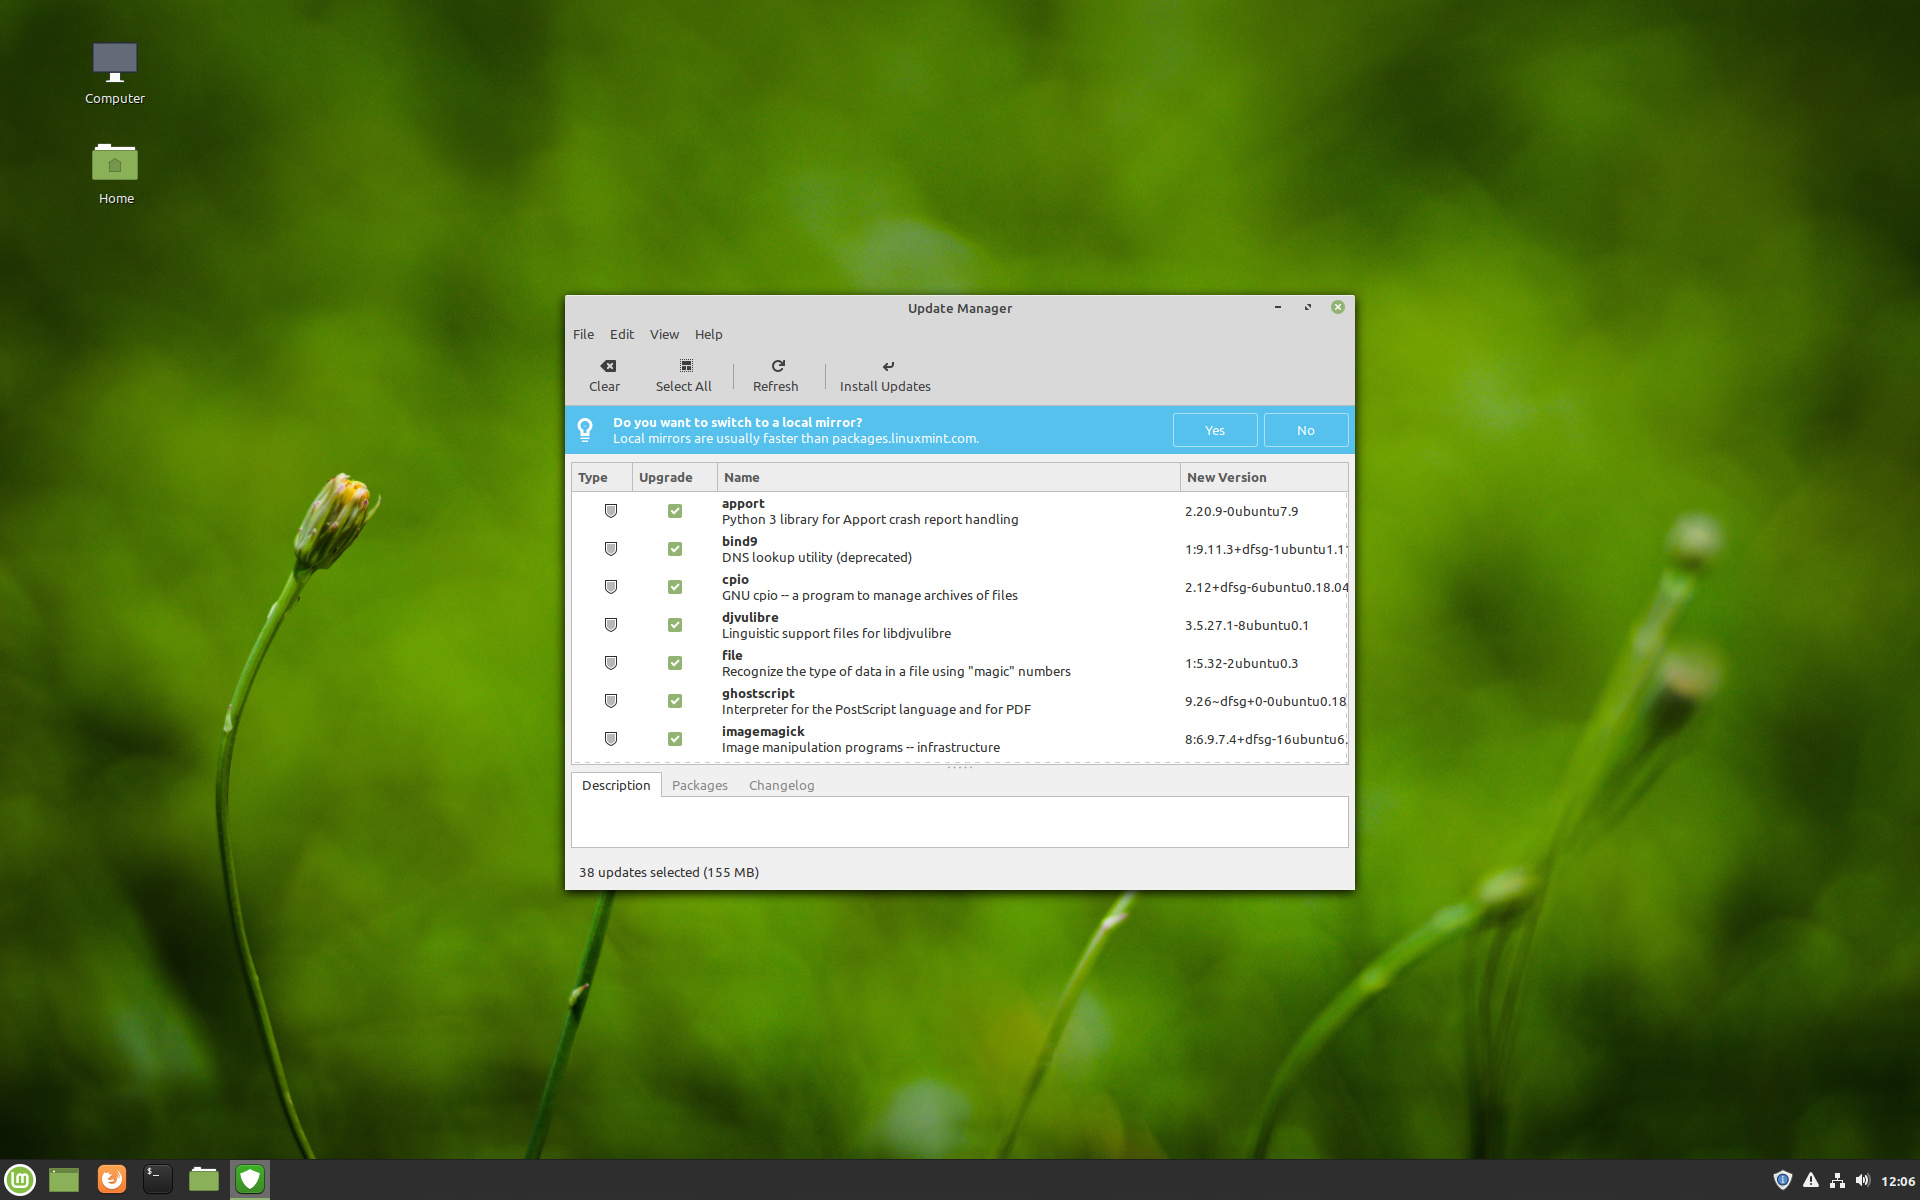 Computer
Home
Update Manager
File Edit View Help
Clear Select All Refresh Install Updates
Do you want to switch to a local mirror?
Local mirrors are usually faster than packages.linuxmint.com.
Yes No
Type Upgrade Name New Version
apport
Python 3 library for Apport crash report handling
2.20.9-0ubuntu7.9
bind9
DNS lookup utility (deprecated)
1:9.11.3+dfsg-1ubuntu1.1
cpio
GNU cpio -- a program to manage archives of files
2.12+dfsg-6ubuntu0.18.04
djvulibre
Linguistic support files for libdjvulibre
3.5.27.1-8ubuntu0.1
file
Recognize the type of data in a file using "magic" numbers
1:5.32-2ubuntu0.3
ghostscript
Interpreter for the PostScript language and for PDF
9.26~dfsg+0-0ubuntu0.18
imagemagick
Image manipulation programs -- infrastructure
8:6.9.7.4+dfsg-16ubuntu6.
Description Packages Changelog
38 updates selected (155 MB)
lm $_ 12:06